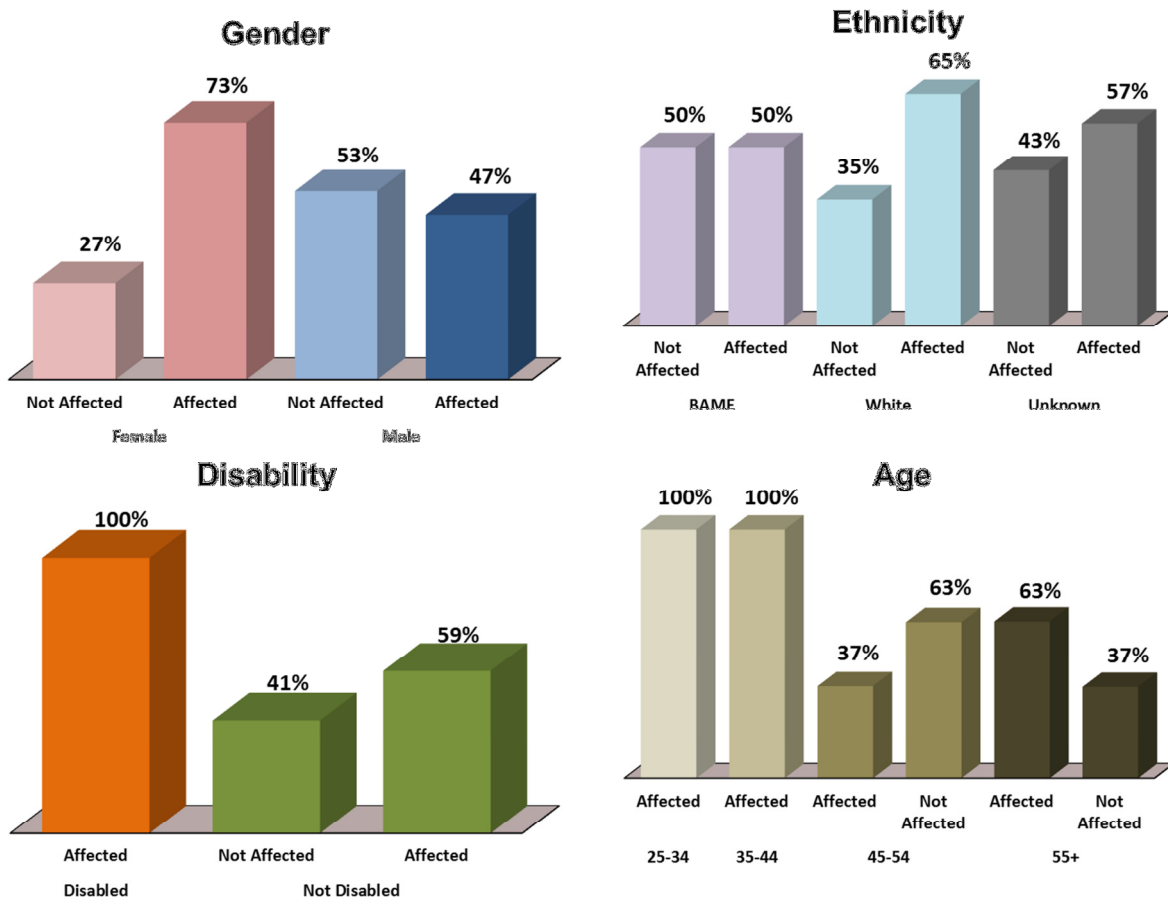 Gender
73%
53%
47%
27%
Not Affected Affected Not Affected Affected
Female Male
Ethnicity
65%
57%
50% 50%
43%
35%
Not Affected Affected Not Affected Affected Not Affected Affected
BAME White Unknown
Disability
100%
59%
41%
Affected Not Affected Affected
Disabled Not Disabled
Age
100% 100%
63% 63%
37% 37%
Affected Affected Affected Not Affected Affected Not Affected
25-34 35-44 45-54 55+